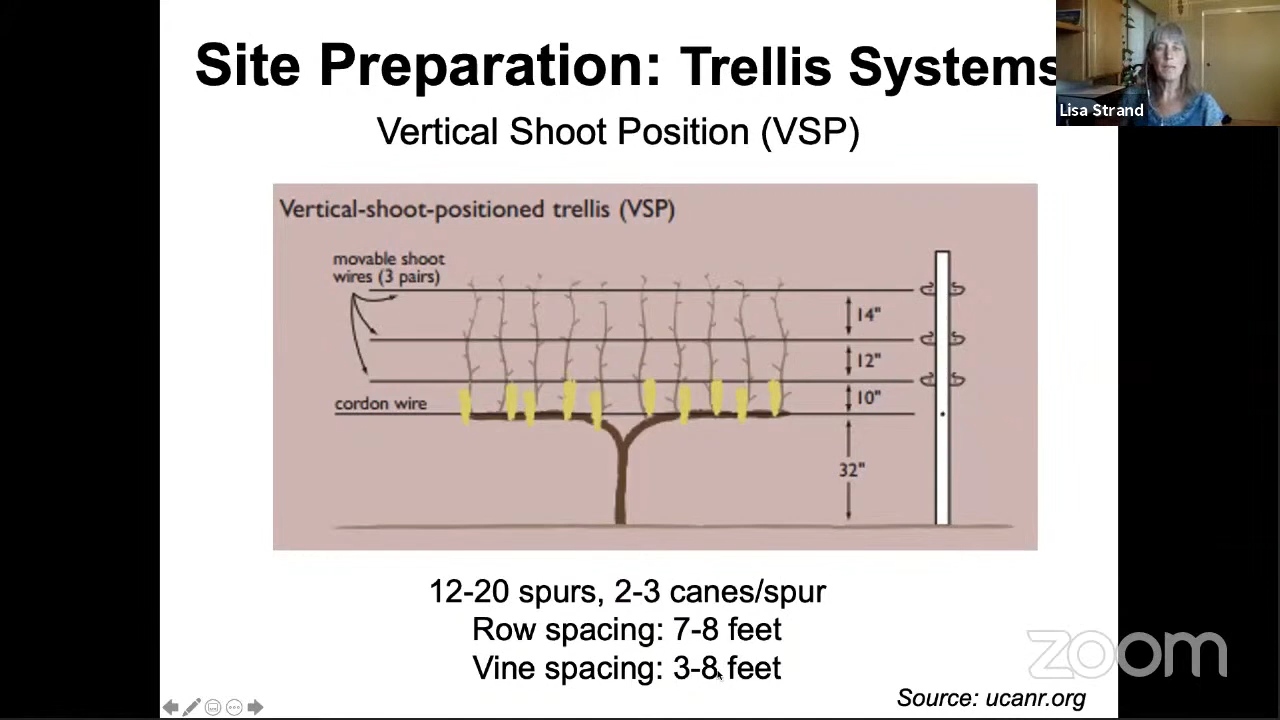 Site Preparation: Trellis Systems
Lisa Strand
Vertical Shoot Position (VSP)
Vertical-shoot-positioned trellis (VSP)
movable shoot
wires (3 pairs)
14"
12"
cordon wire
10"
32"
12-20 spurs, 2-3 canes/spur
Row spacing: 7-8 feet
Vine spacing: 3-8 feet
zoom
Source: ucanr.org